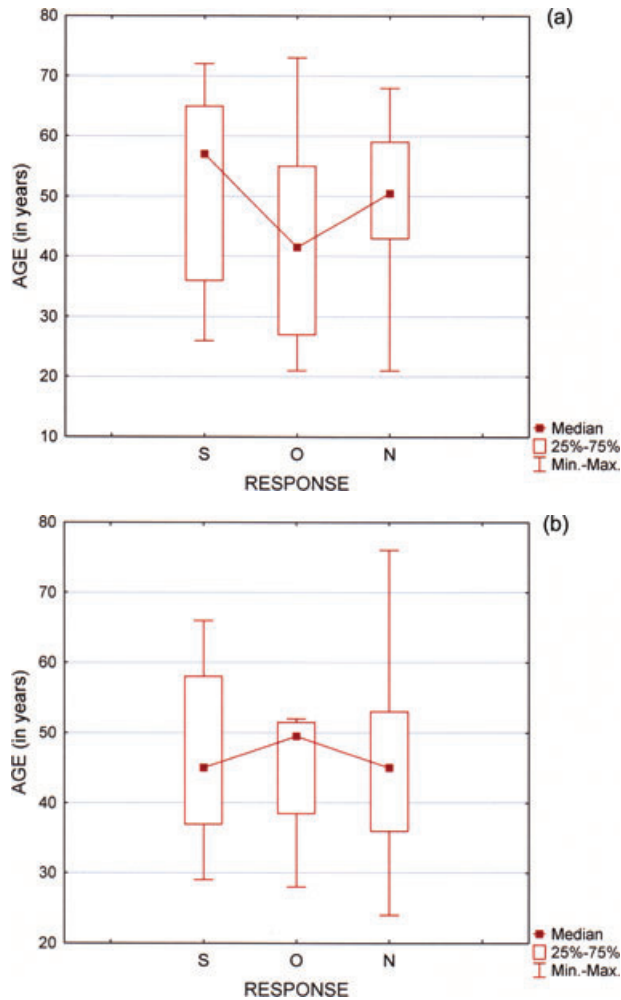 (a)
80
70
60
50
40
30
20
10
AGE (in years)
S O N
RESPONSE
Median
25%-75%
Min.-Max.
(b)
80
70
60
50
40
30
20
AGE (in years)
S O N
RESPONSE
Median
25%-75%
Min.-Max.